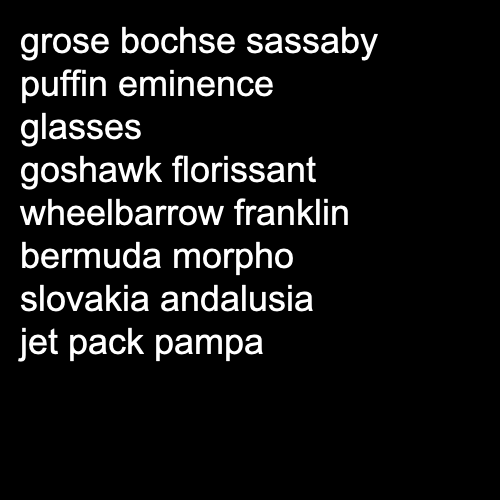 grose bochse sassaby
puffin eminence
glasses
goshawk florissant
wheelbarrow franklin
bermuda morpho
slovakia andalusia
jet pack pampa